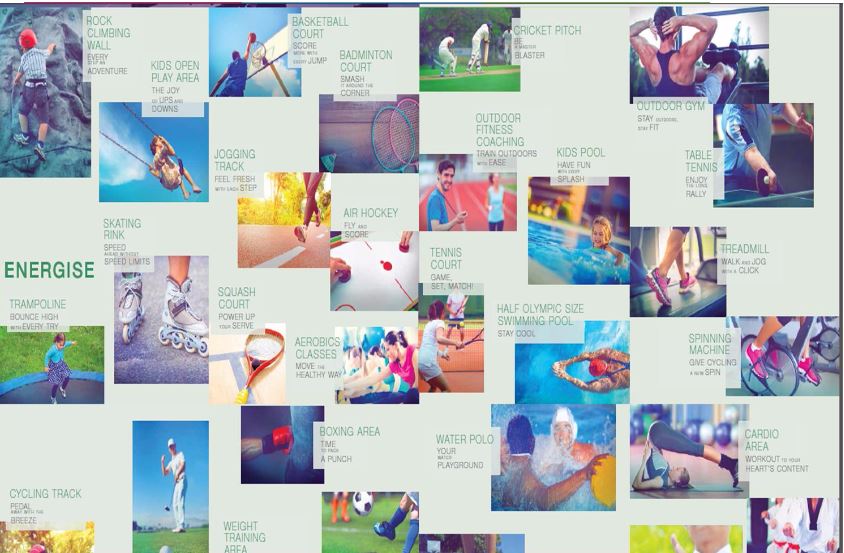 ROCK
CLIMBING
WALL
EVERY
STEP AN
ADVENTURE
KIDS OPEN
PLAY AREA
THE JOY
OF UPS AND
DOWNS
BASKETBALL
COURT
SCORE
MORE WITH
EVERY JUMP
BADMINTON
COURT
SMASH
IT AROUND THE
CORNER
CRICKET PITCH
BE
A MASTER
BLASTER
OUTDOOR GYM
STAY OUTDOORS,
STAY FIT
OUTDOOR
FITNESS
COACHING
TRAIN OUTDOORS
WITH EASE
KIDS POOL
HAVE FUN
WITH EVERY
SPLASH
TABLE
TENNIS
ENJOY
THE LONG
RALLY
JOGGING
TRACK
FEEL FRESH
WITH EACH STEP
AIR HOCKEY
FLY AND
SCORE
SKATING
RINK
SPEED
AHEAD WITHOUT
SPEED LIMITS
TENNIS
COURT
GAME,
SET, MATCH!
TREADMILL
WALK AND JOG
WITH A CLICK
ENERGISE
TRAMPOLINE
BOUNCE HIGH
WITH EVERY TRY
SQUASH
COURT
POWER UP
YOUR SERVE
HALF OLYMPIC SIZE
SWIMMING POOL
STAY COOL
AEROBICS
CLASSES
MOVE THE
HEALTHY WAY
SPINNING
MACHINE
GIVE CYCLING
A NEW SPIN
BOXING AREA
TIME
TO PACK
A PUNCH
WATER POLO
YOUR
WATER
PLAYGROUND
CARDIO
AREA
WORKOUT TO YOUR
HEART'S CONTENT
CYCLING TRACK
PEDAL
AWAY WITH THE
BREEZE
WEIGHT
TRAINING
AREA